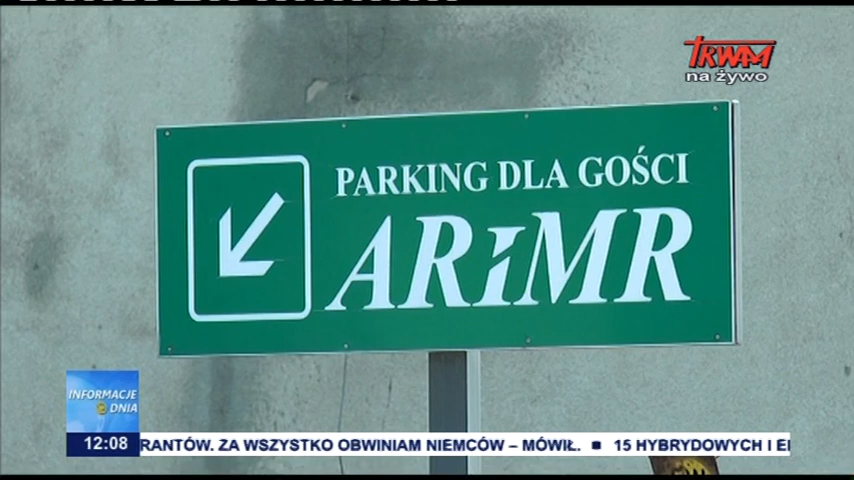 TRWAM
na żywo
PARKING DLA GOŚCI
ARiMR
INFORMACJE
DNIA
12:08
RANTÓW. ZA WSZYSTKO OBWINIAM NIEMCÓW – MÓWIŁ. ■ 15 HYBRYDOWYCH I